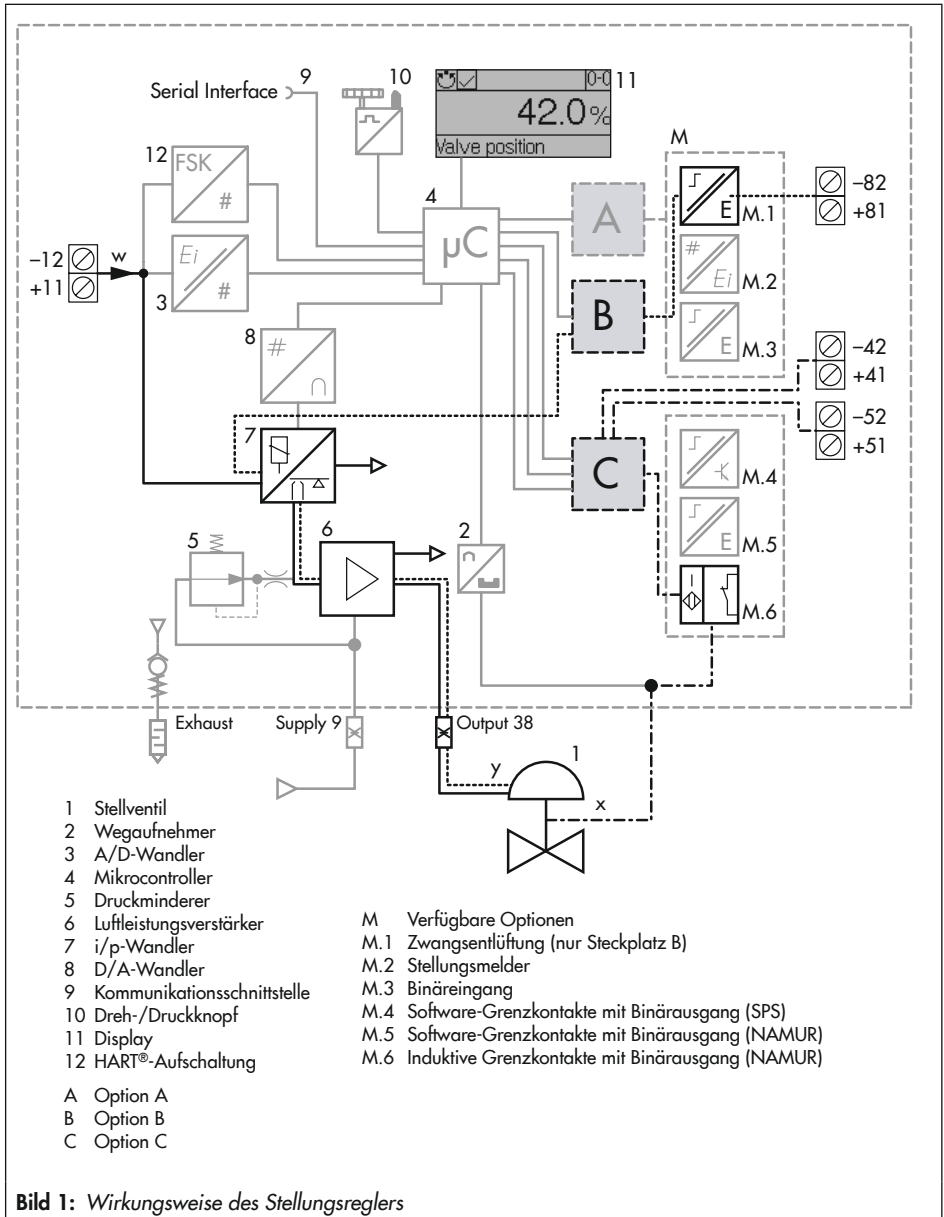 Serial Interface
9
10
0-0
11
42.0%
Valve position
M
12
FSK
#
4
µC
A
E
M.1
−82
+81
−12
+11
w
3
Ei
#
#
Ei
M.2
B
E
M.3
8
#
−42
+41
−52
+51
7
C
M.4
6
5
2
E
M.5
M.6
Exhaust
Supply 9
Output 38
y
1
x
1 Stellventil
2 Wegaufnehmer
3 A/D-Wandler
4 Mikrocontroller
5 Druckminderer
6 Luftleistungsverstärker
7 i/p-Wandler
8 D/A-Wandler
9 Kommunikationsschnittstelle
10 Dreh-/Druckknopf
11 Display
12 HART®-Aufschaltung
A Option A
B Option B
C Option C
M Verfügbare Optionen
M.1 Zwangsentlüftung (nur Steckplatz B)
M.2 Stellungsmelder
M.3 Binäreingang
M.4 Software-Grenzkontakte mit Binärausgang (SPS)
M.5 Software-Grenzkontakte mit Binärausgang (NAMUR)
M.6 Induktive Grenzkontakte mit Binärausgang (NAMUR)
Bild 1: Wirkungsweise des Stellungsreglers